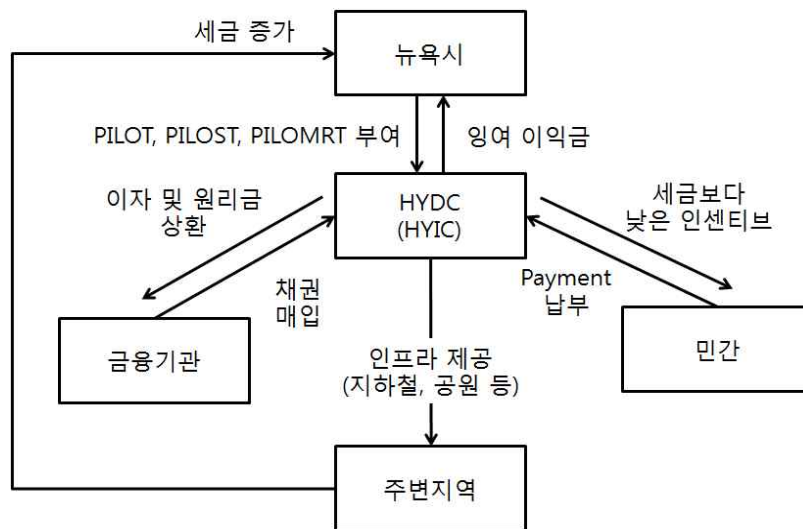 세금 증가
뉴욕시
PILOT, PILOST, PILOMRT 부여
잉여 이익금
이자 및 원리금
상환
HYDC
(HYIC)
세금보다
낮은 인센티브
채권
매입
Payment
납부
금융기관
민간
인프라 제공
(지하철, 공원 등)
주변지역